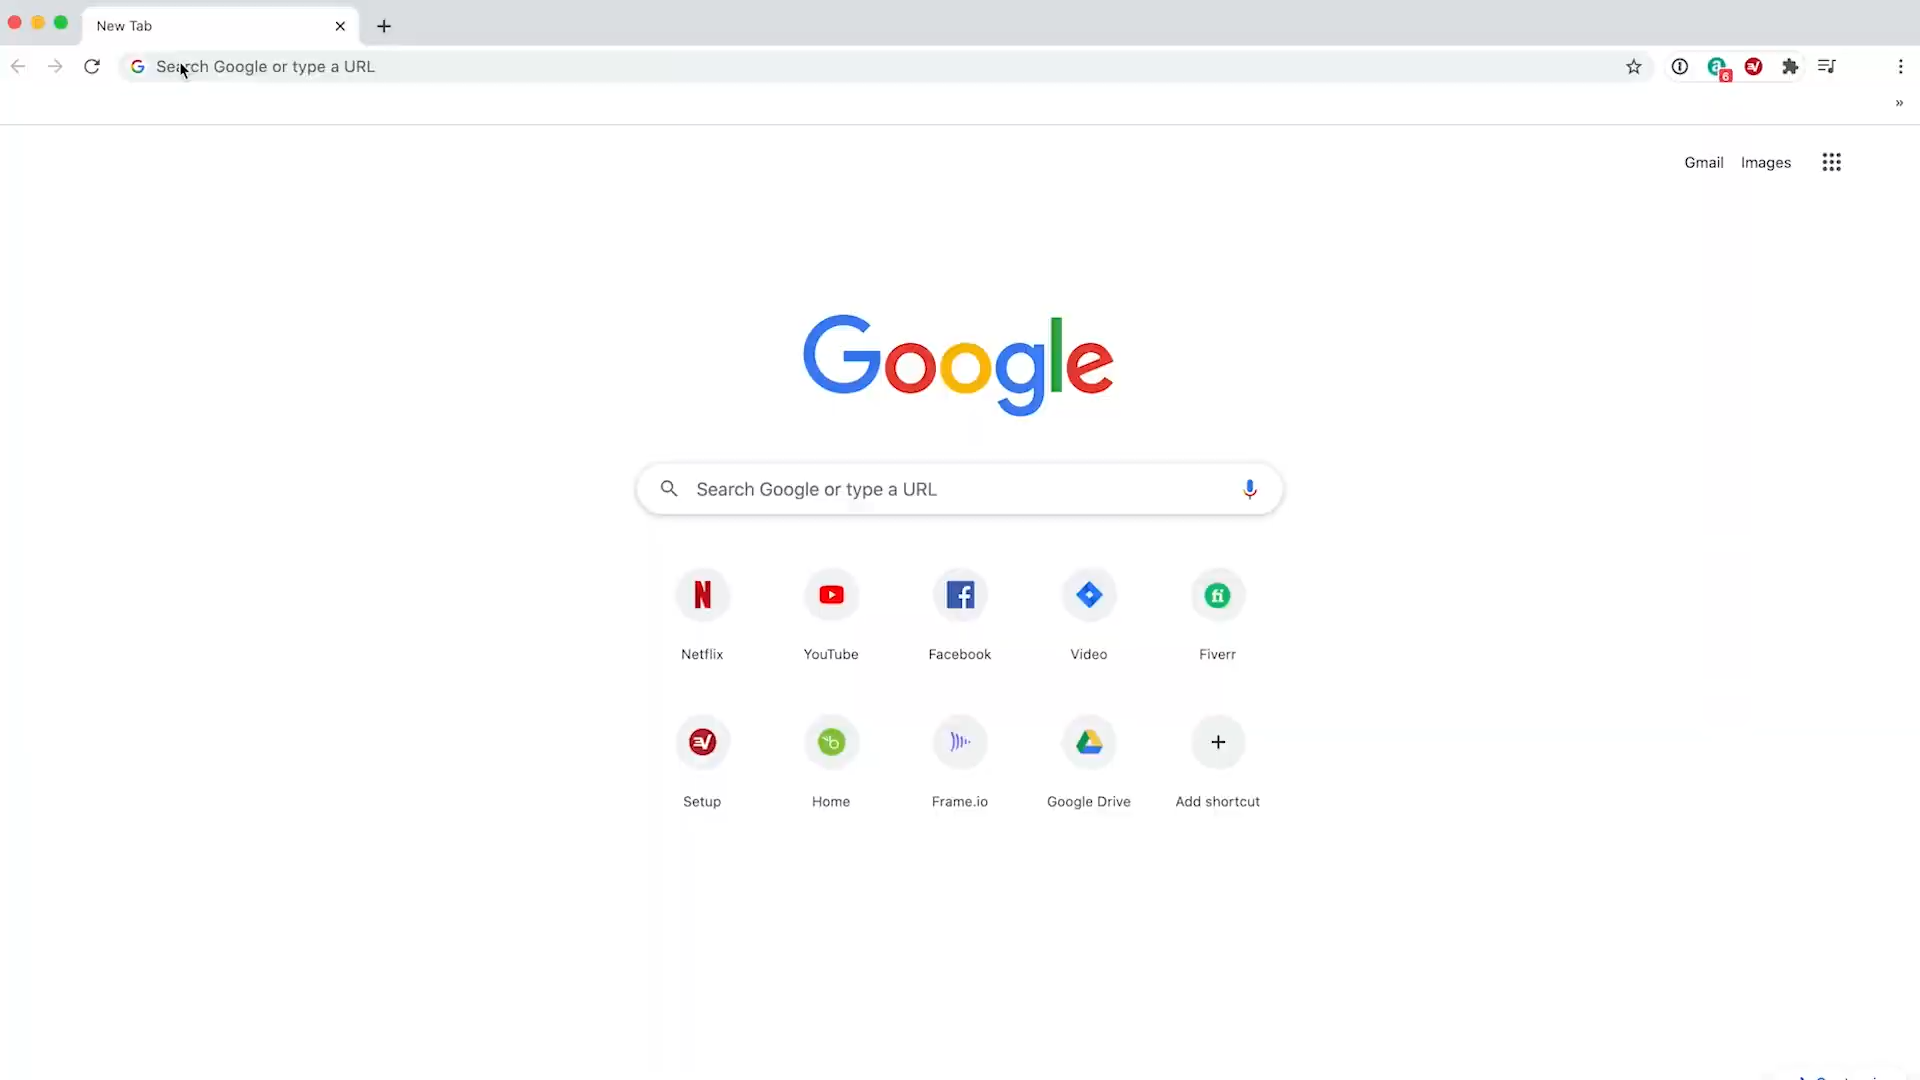 New Tab
Search Google or type a URL
6
Gmail Images
Google
Search Google or type a URL
Netflix YouTube Facebook Video Fiverr
Setup Home Frame.io Google Drive Add shortcut